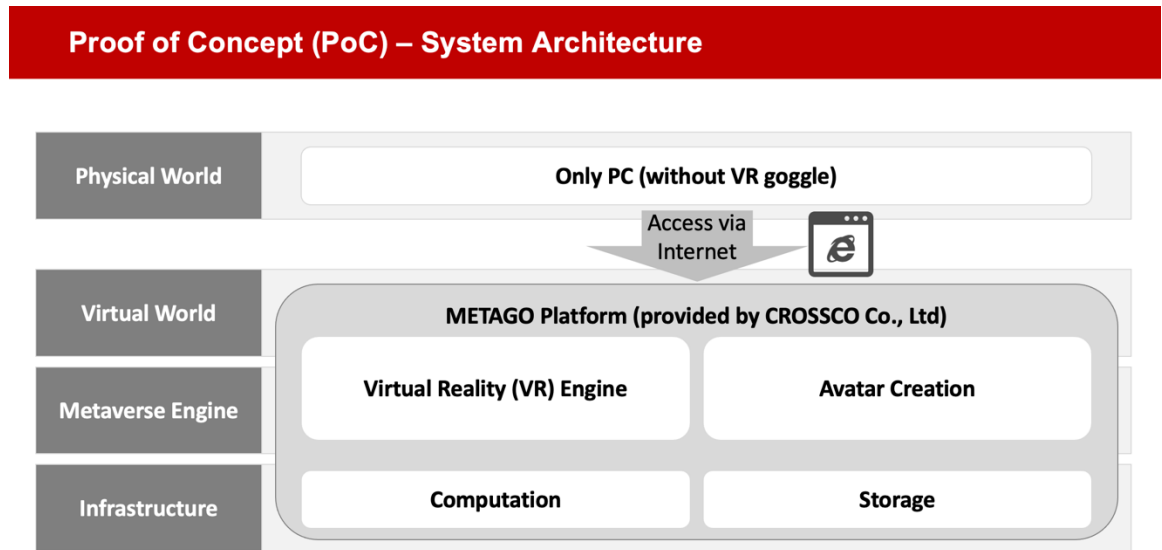 Proof of Concept (PoC) – System Architecture
Physical World
Only PC (without VR goggle)
Access via
Internet
Virtual World
METAGO Platform (provided by CROSSCO Co., Ltd)
Virtual Reality (VR) Engine
Avatar Creation
Metaverse Engine
Infrastructure
Computation
Storage